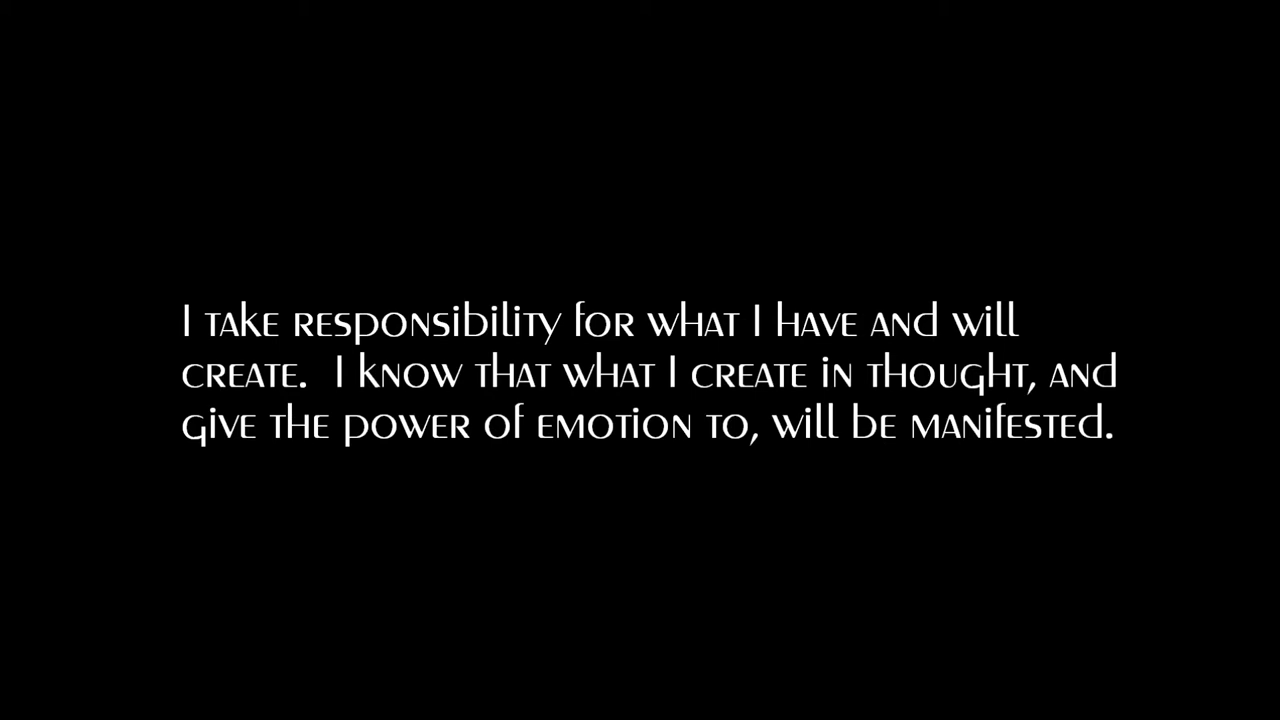 I take responsibility for what I have and will
create.  I know that what I create in thought, and
give the power of emotion to, will be manifested.